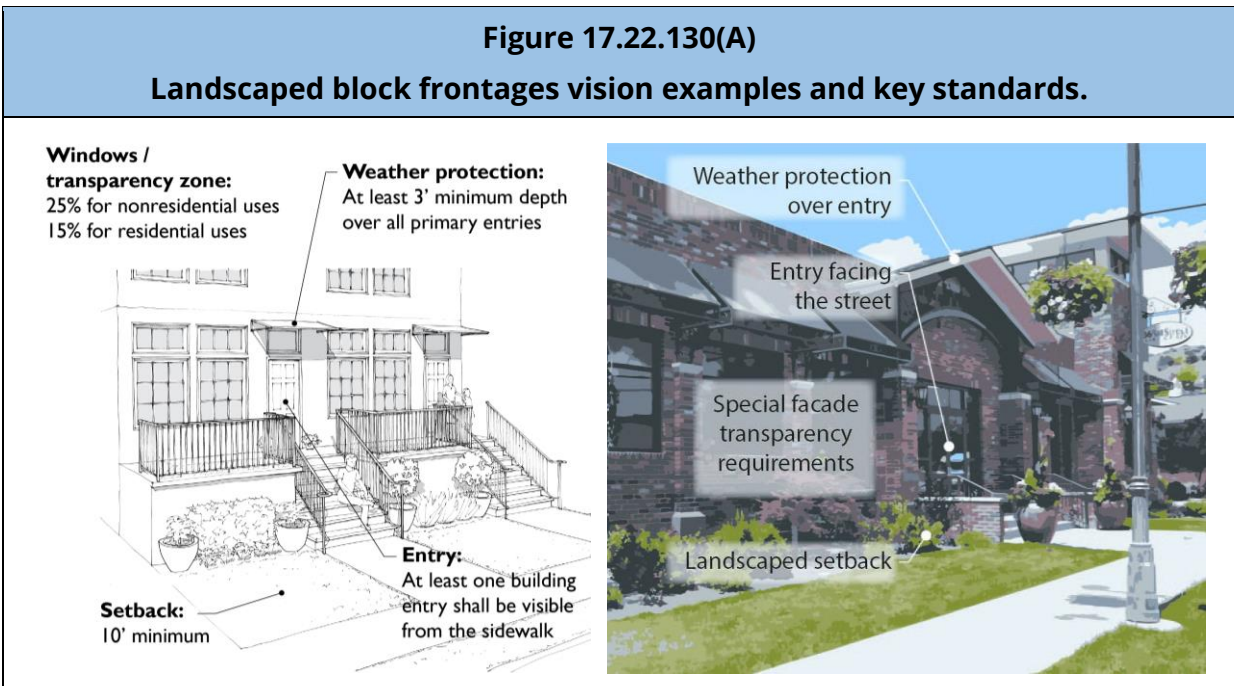 Figure 17.22.130(A)
Landscaped block frontages vision examples and key standards.
Windows /
transparency zone:
25% for nonresidential uses
15% for residential uses
Weather protection:
At least 3’ minimum depth
over all primary entries
Entry:
At least one building
entry shall be visible
from the sidewalk
Setback:
10’ minimum
Weather protection
over entry
Entry facing
the street
Special facade
transparency
requirements
Landscaped setback